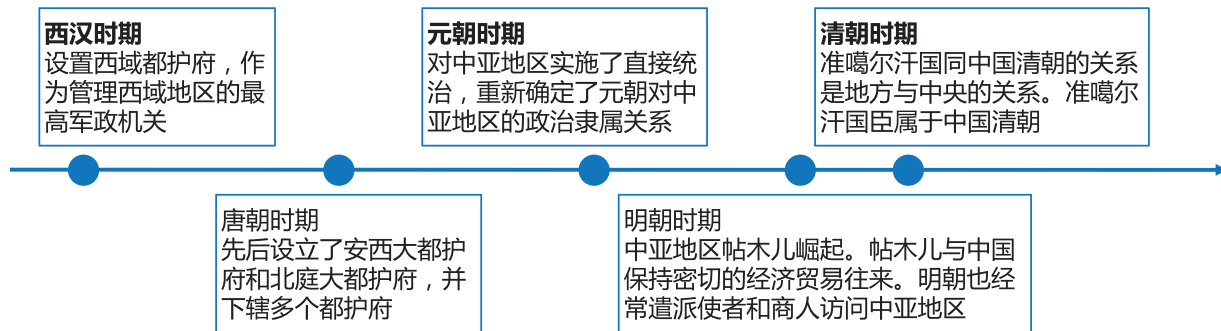 西汉时期
设置西域都护府，作
为管理西域地区的最
高军政机关
唐朝时期
先后设立了安西大都护
府和北庭大都护府，并
下辖多个都护府
元朝时期
对中亚地区实施了直接统
治，重新确定了元朝对中
亚地区的政治隶属关系
明朝时期
中亚地区帖木儿崛起。帖木儿与中国
保持密切的经济贸易往来。明朝也经
常遣派使者和商人访问中亚地区
清朝时期
准噶尔汗国同中国清朝的关系
是地方与中央的关系。准噶尔
汗国臣属于中国清朝